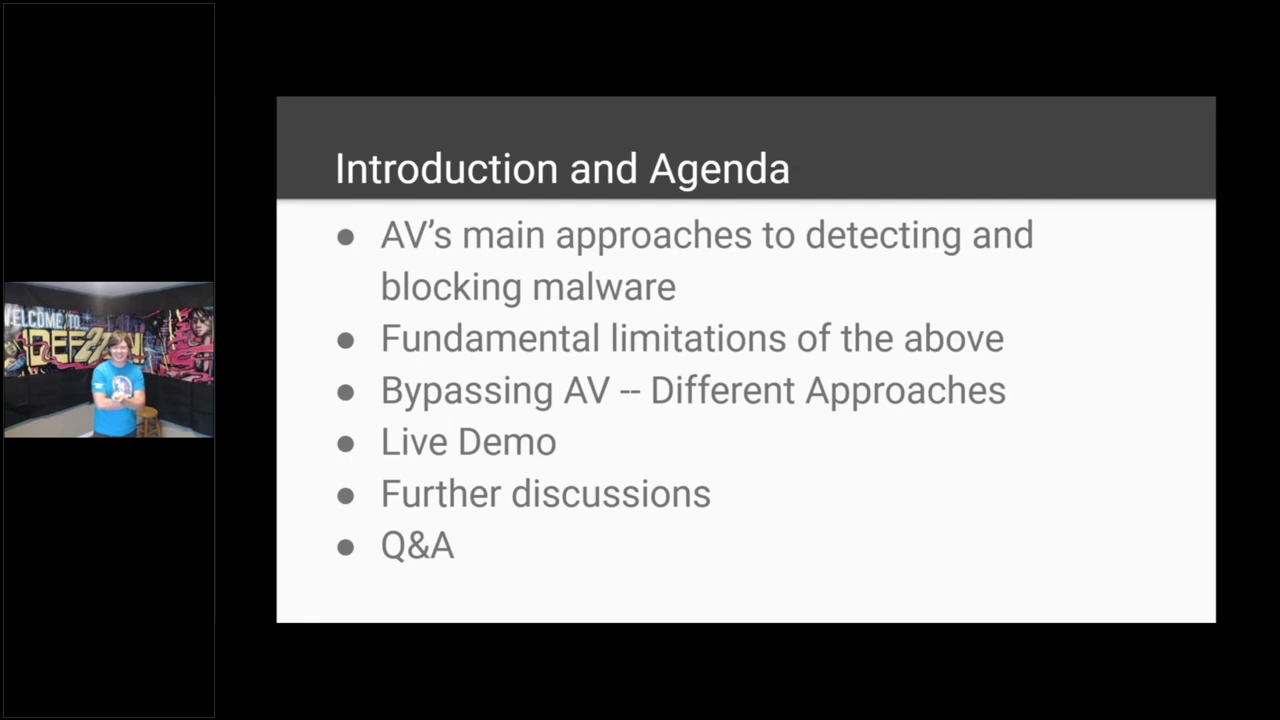 WELCOME TO...
Introduction and Agenda
● AV's main approaches to detecting and
blocking malware
● Fundamental limitations of the above
● Bypassing AV -- Different Approaches
● Live Demo
● Further discussions
● Q&A